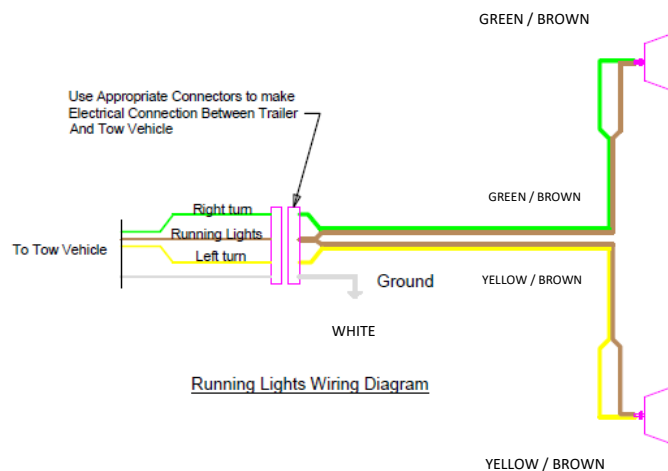 GREEN / BROWN
Use Appropriate Connectors to make
Electrical Connection Between Trailer
And Tow Vehicle
Right turn
GREEN / BROWN
Running Lights
To Tow Vehicle
Left turn
Ground
YELLOW / BROWN
WHITE
Running Lights Wiring Diagram
YELLOW / BROWN